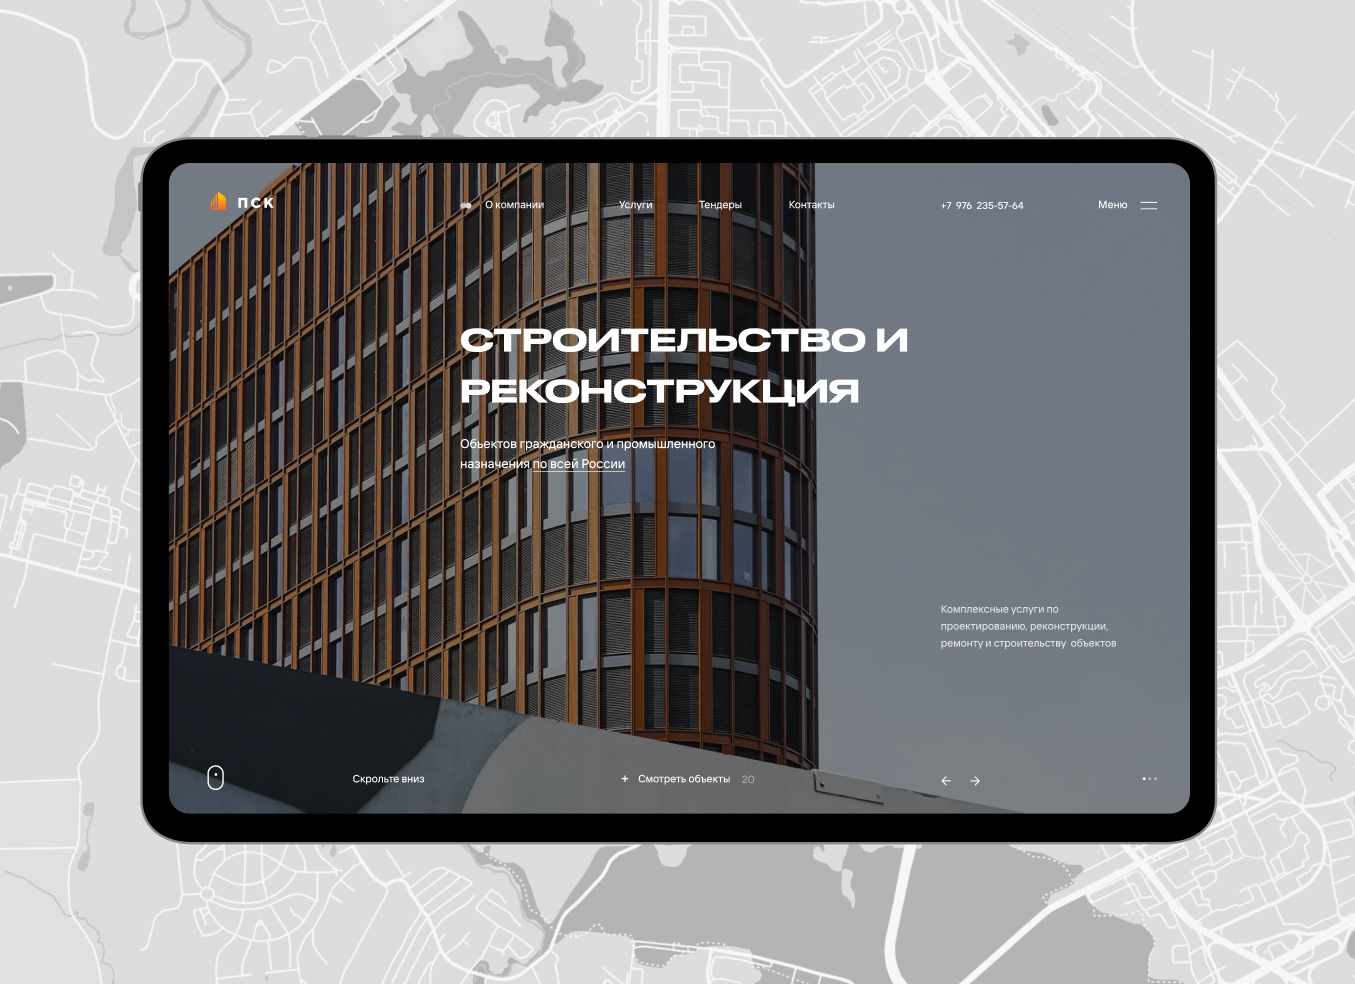 ПСК
О компании
Услуги
Тендеры
Контакты
+7 976 235-57-64
Меню
СТРОИТЕЛЬСТВО И
РЕКОНСТРУКЦИЯ
Обьектов гражданского и промышленного
назначения по всей России
Комплексные услуги по
проектированию, реконструкции,
ремонту и строительству объектов
Скрольте вниз
+ Смотреть объекты 20